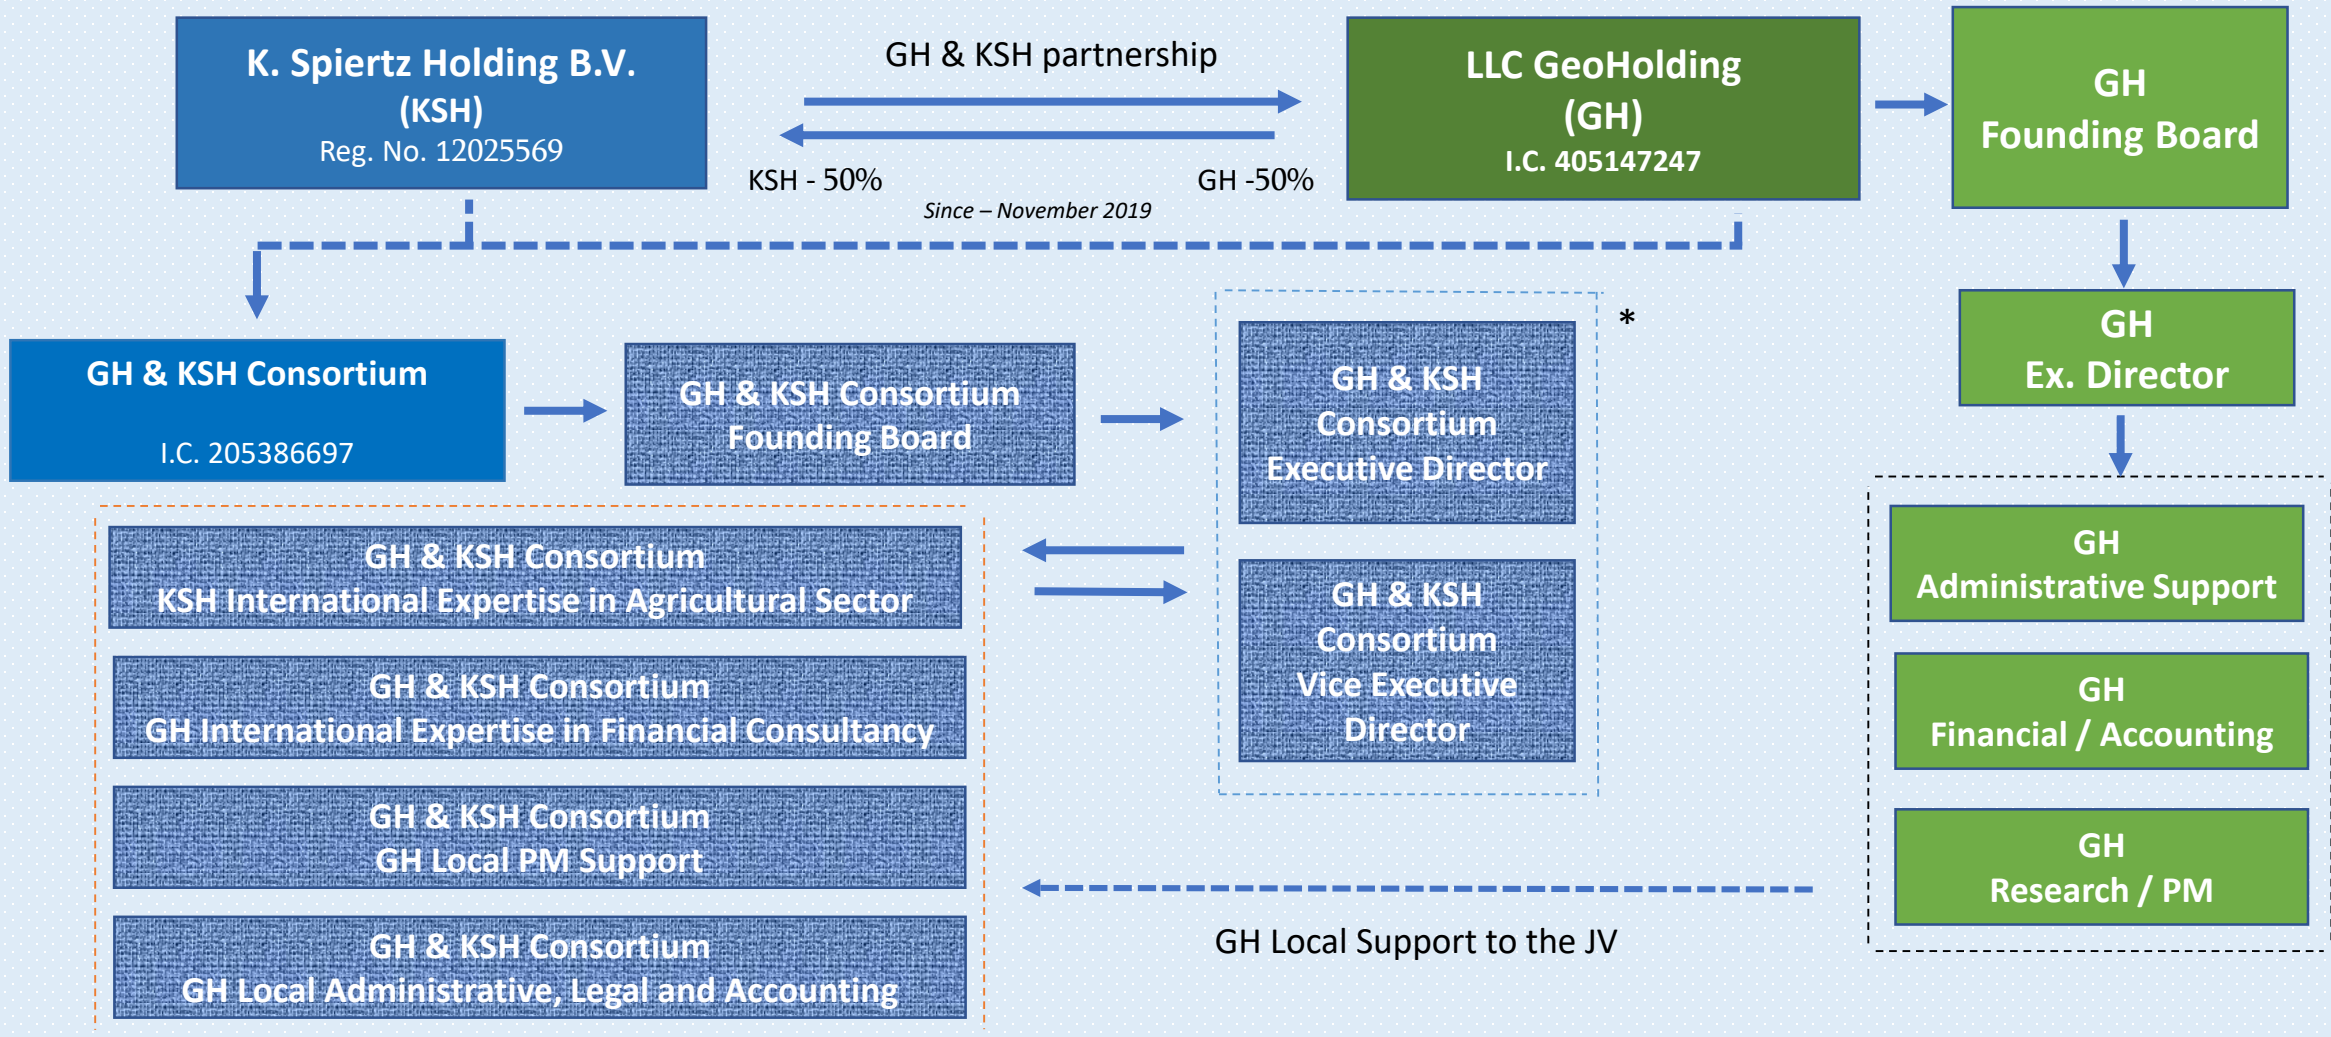 K. Spiertz Holding B.V.
(KSH)
Reg. No. 12025569
GH & KSH partnership
KSH - 50%
GH -50%
Since – November 2019
LLC GeoHolding
(GH)
I.C. 405147247
GH
Founding Board
GH & KSH Consortium
I.C. 205386697
GH & KSH Consortium
Founding Board
GH & KSH
Consortium
Executive Director
*
GH
Ex. Director
GH & KSH Consortium
KSH International Expertise in Agricultural Sector
GH & KSH Consortium
GH International Expertise in Financial Consultancy
GH & KSH Consortium
GH Local PM Support
GH & KSH Consortium
GH Local Administrative, Legal and Accounting
GH & KSH
Consortium
Vice Executive
Director
GH
Administrative Support
GH
Financial / Accounting
GH
Research / PM
GH Local Support to the JV